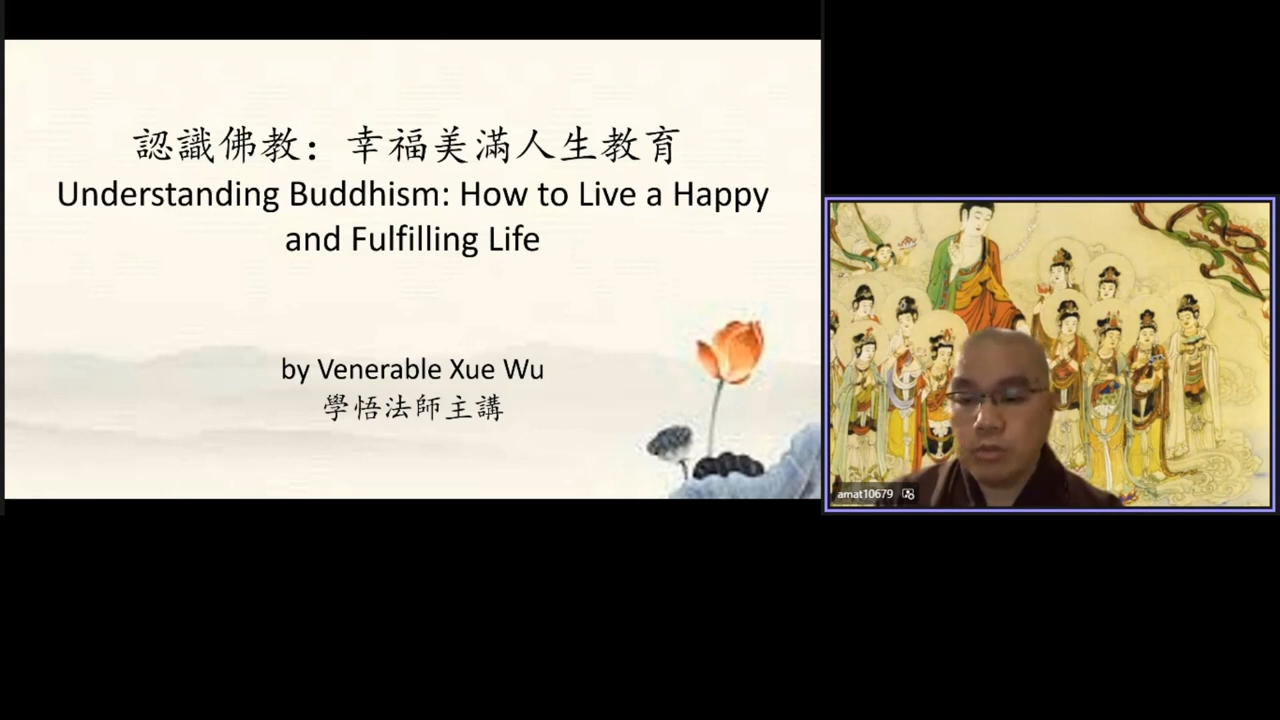 認識佛教：幸福美滿人生教育
Understanding Buddhism: How to Live a Happy
and Fulfilling Life
by Venerable Xue Wu
學悟法師主講
amat10679